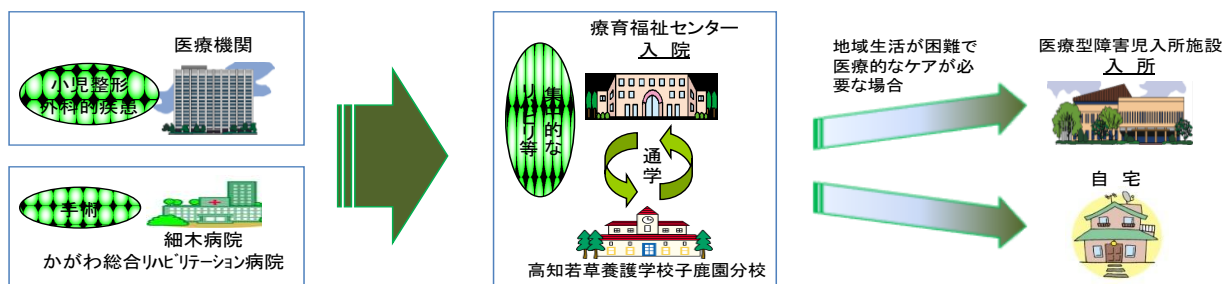 医療機関
小児整形
外科的疾患
手術
細木病院
かがわ総合ﾘﾊﾋﾞﾘﾃｰｼｮﾝ病院
療育福祉センター
入 院
集中的な
リハビリ等
通
学
高知若草養護学校子鹿園分校
地域生活が困難で
医療的なケアが必
要な場合
医療型障害児入所施設
入 所
自 宅